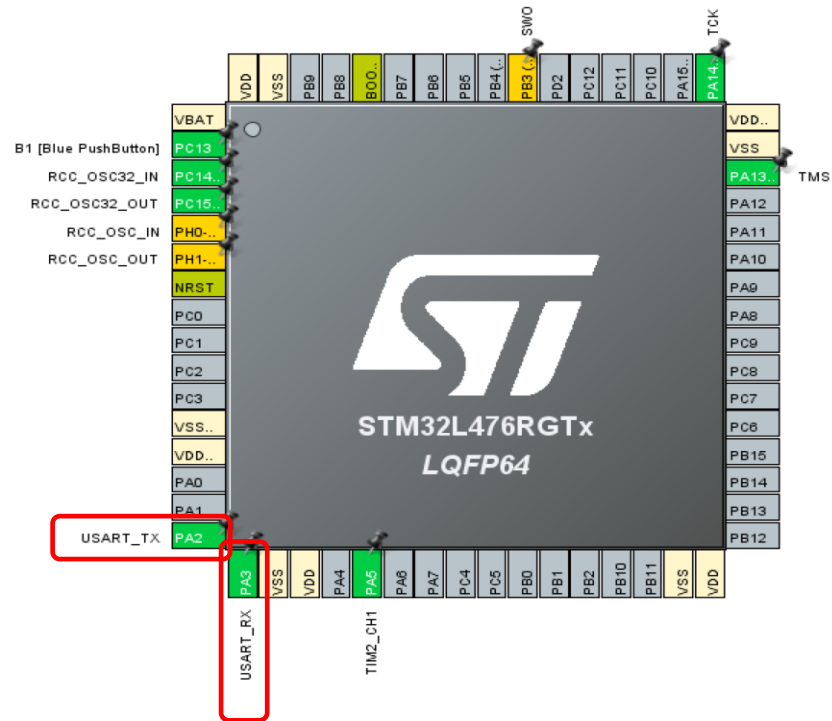 SWO
TCK
VDD
VSS
PB9
PB8
BOO..
PB7
PB6
PB5
PB4 (..
PB3 (..
PD2
PC12
PC11
PC10
PA15..
PA14..
VBAT
B1 [Blue PushButton] PC13
RCC_OSC32_IN PC14..
RCC_OSC32_OUT PC15..
RCC_OSC_IN PH0-..
RCC_OSC_OUT PH1-..
NRST
PC0
PC1
PC2
PC3
VSS..
VDD..
PA0
PA1
USART_TX PA2
VDD..
VSS
PA13.. TMS
PA12
PA11
PA10
PA9
PA8
PC9
PC8
PC7
PC6
PB15
PB14
PB13
PB12
ST
STM32L476RGTx
LQFP64
PA3
VSS
VDD
PA4
PA5
PA6
PA7
PC4
PC5
PB0
PB1
PB2
PB10
PB11
VSS
VDD
USART_RX
TIM2_CH1